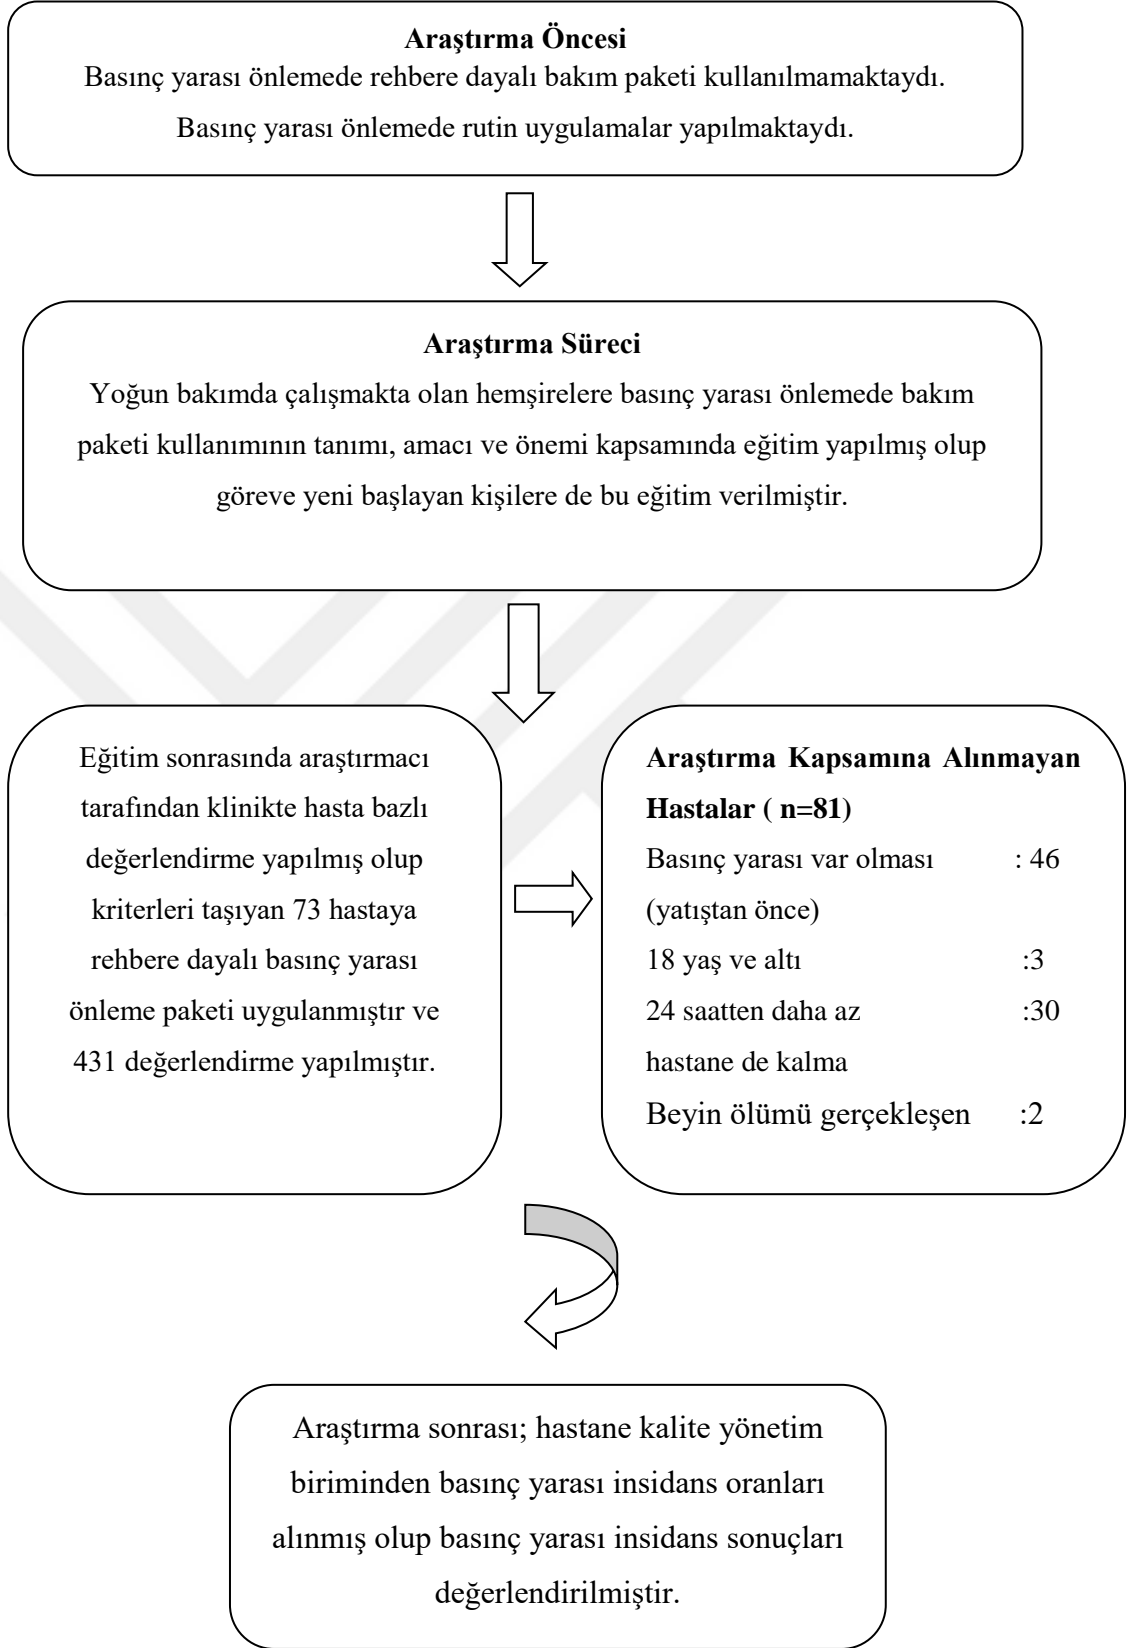 Araştırma Öncesi
Basınç yarası önlemede rehbere dayalı bakım paketi kullanılmamaktaydı.
Basınç yarası önlemede rutin uygulamalar yapılmaktaydı.
Araştırma Süreci
Yoğun bakımda çalışmakta olan hemşirelere basınç yarası önlemede bakım
paketi kullanımının tanımı, amacı ve önemi kapsamında eğitim yapılmış olup
göreve yeni başlayan kişilere de bu eğitim verilmiştir.
Eğitim sonrasında araştırmacı
tarafından klinikte hasta bazlı
değerlendirme yapılmış olup
kriterleri taşıyan 73 hastaya
rehbere dayalı basınç yarası
önleme paketi uygulanmıştır ve
431 değerlendirme yapılmıştır.
Araştırma Kapsamına Alınmayan
Hastalar ( n=81)
Basınç yarası var olması : 46
(yatıştan önce)
18 yaş ve altı :3
24 saatten daha az :30
hastane de kalma
Beyin ölümü gerçekleşen :2
Araştırma sonrası; hastane kalite yönetim
biriminden basınç yarası insidans oranları
alınmış olup basınç yarası insidans sonuçları
değerlendirilmiştir.